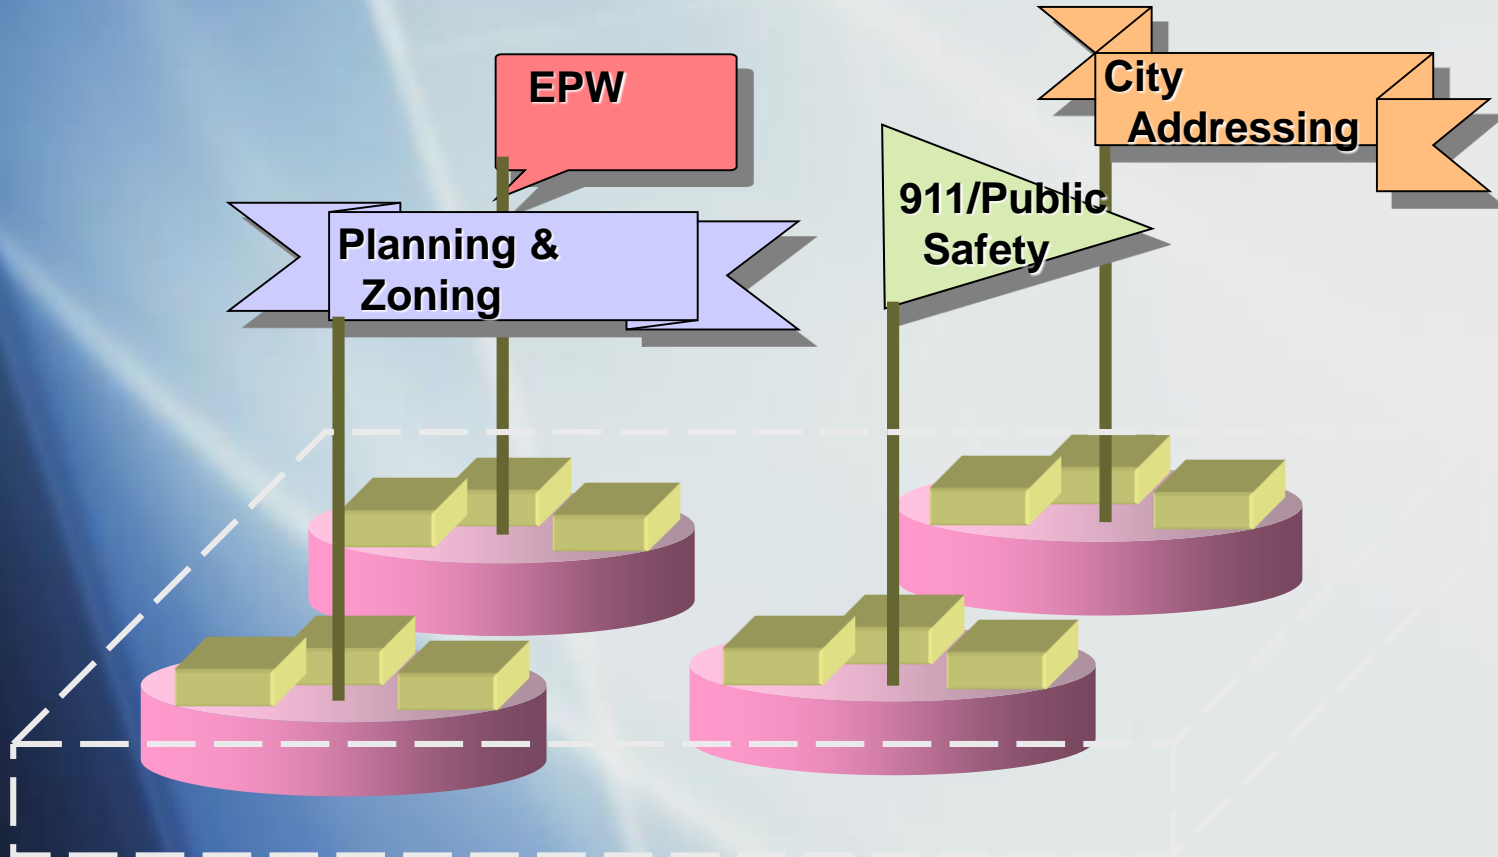 EPW
City
Addressing
911/Public
Safety
Planning &
Zoning